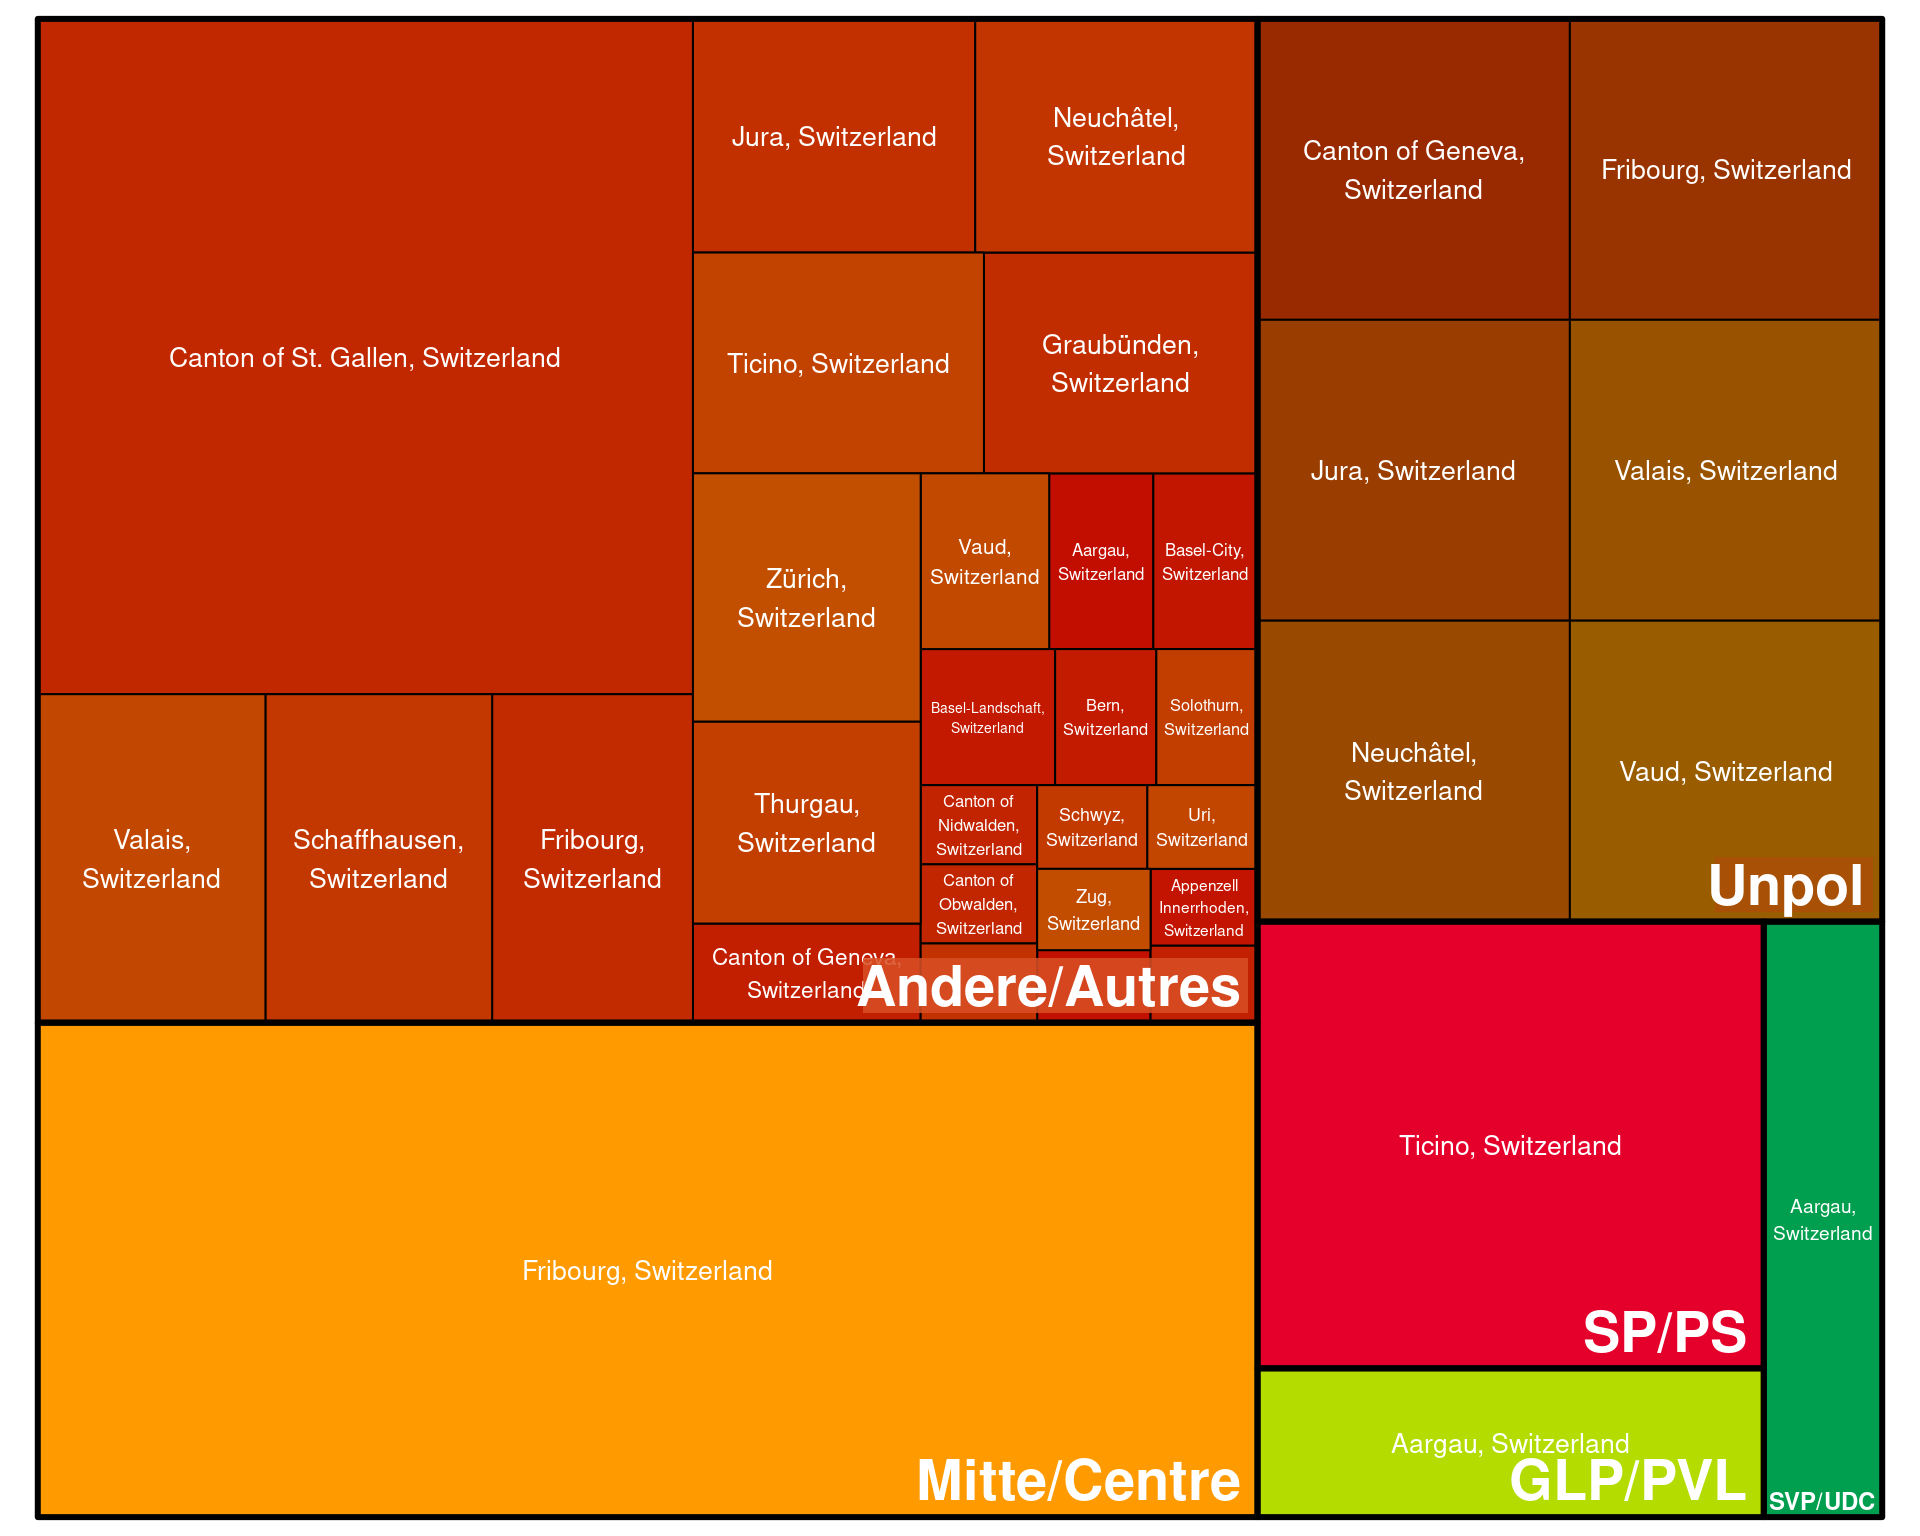 Canton of St. Gallen, Switzerland
Jura, Switzerland
Neuchâtel,
Switzerland
Ticino, Switzerland
Graubünden,
Switzerland
Valais,
Switzerland
Schaffhausen,
Switzerland
Fribourg,
Switzerland
Zürich,
Switzerland
Thurgau,
Switzerland
Canton of Geneva,
Switzerland
Vaud,
Switzerland
Aargau,
Switzerland
Basel-City,
Switzerland
Basel-Landschaft,
Switzerland
Bern,
Switzerland
Solothurn,
Switzerland
Canton of
Nidwalden,
Switzerland
Schwyz,
Switzerland
Uri,
Switzerland
Canton of
Obwalden,
Switzerland
Zug,
Switzerland
Appenzell
Innerrhoden,
Switzerland
Andere/Autres
Canton of Geneva,
Switzerland
Fribourg, Switzerland
Jura, Switzerland
Valais, Switzerland
Neuchâtel,
Switzerland
Vaud, Switzerland
Unpol
Fribourg, Switzerland
Mitte/Centre
Ticino, Switzerland
SP/PS
Aargau, Switzerland
GLP/PVL
Aargau,
Switzerland
SVP/UDC